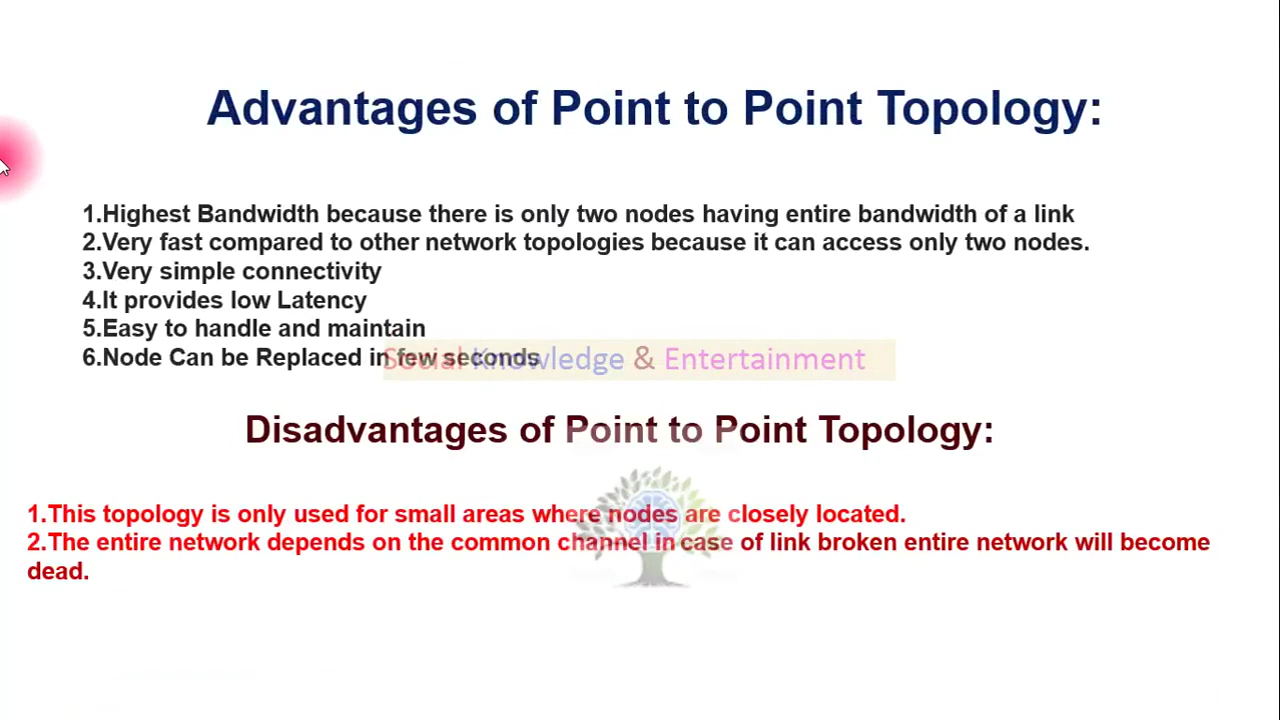 Advantages of Point to Point Topology:
1.Highest Bandwidth because there is only two nodes having entire bandwidth of a link
2.Very fast compared to other network topologies because it can access only two nodes.
3.Very simple connectivity
4.It provides low Latency
5.Easy to handle and maintain
6.Node Can be Replaced in few seconds
Social Knowledge & Entertainment
Disadvantages of Point to Point Topology:
1.This topology is only used for small areas where nodes are closely located.
2.The entire network depends on the common channel in case of link broken entire network will become
dead.